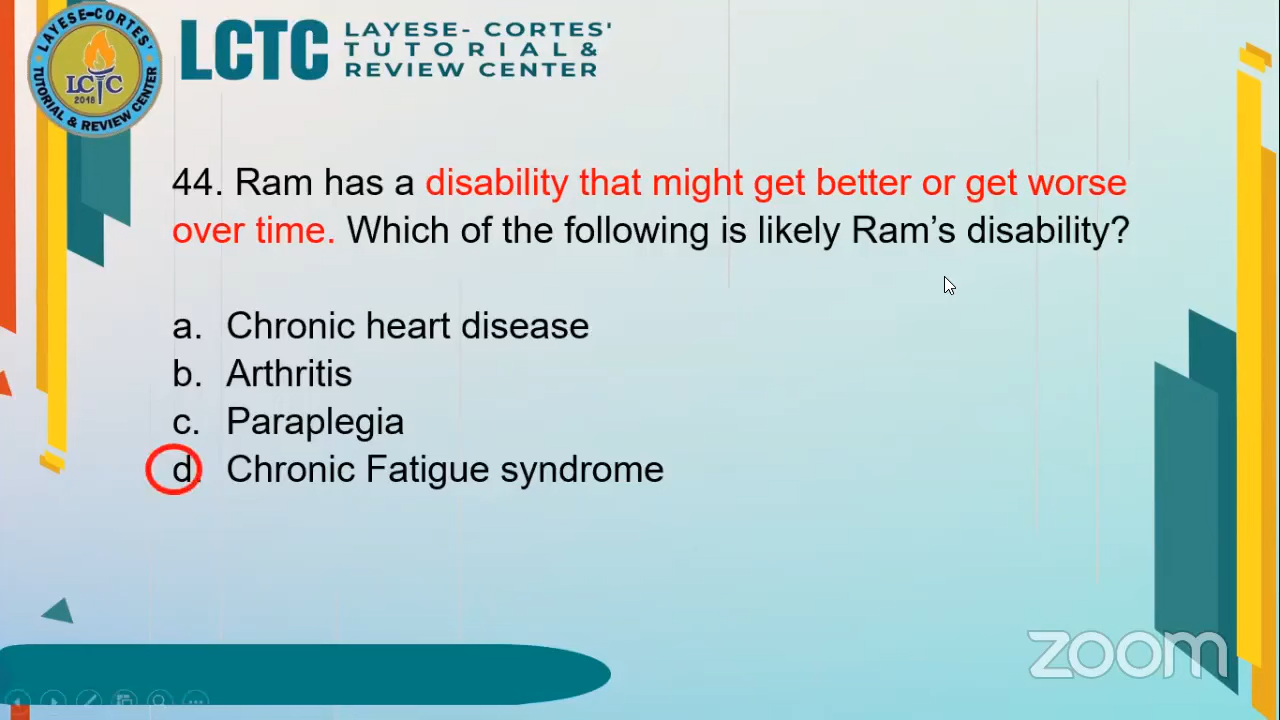 LAYESE-CORTES'
LCTC
2018
TUTORIAL & REVIEW CENTER
LCTC
LAYESE- CORTES'
TUTORIAL &
REVIEW CENTER
44. Ram has a disability that might get better or get worse
over time. Which of the following is likely Ram's disability?
a. Chronic heart disease
b. Arthritis
c. Paraplegia
d. Chronic Fatigue syndrome
zoom